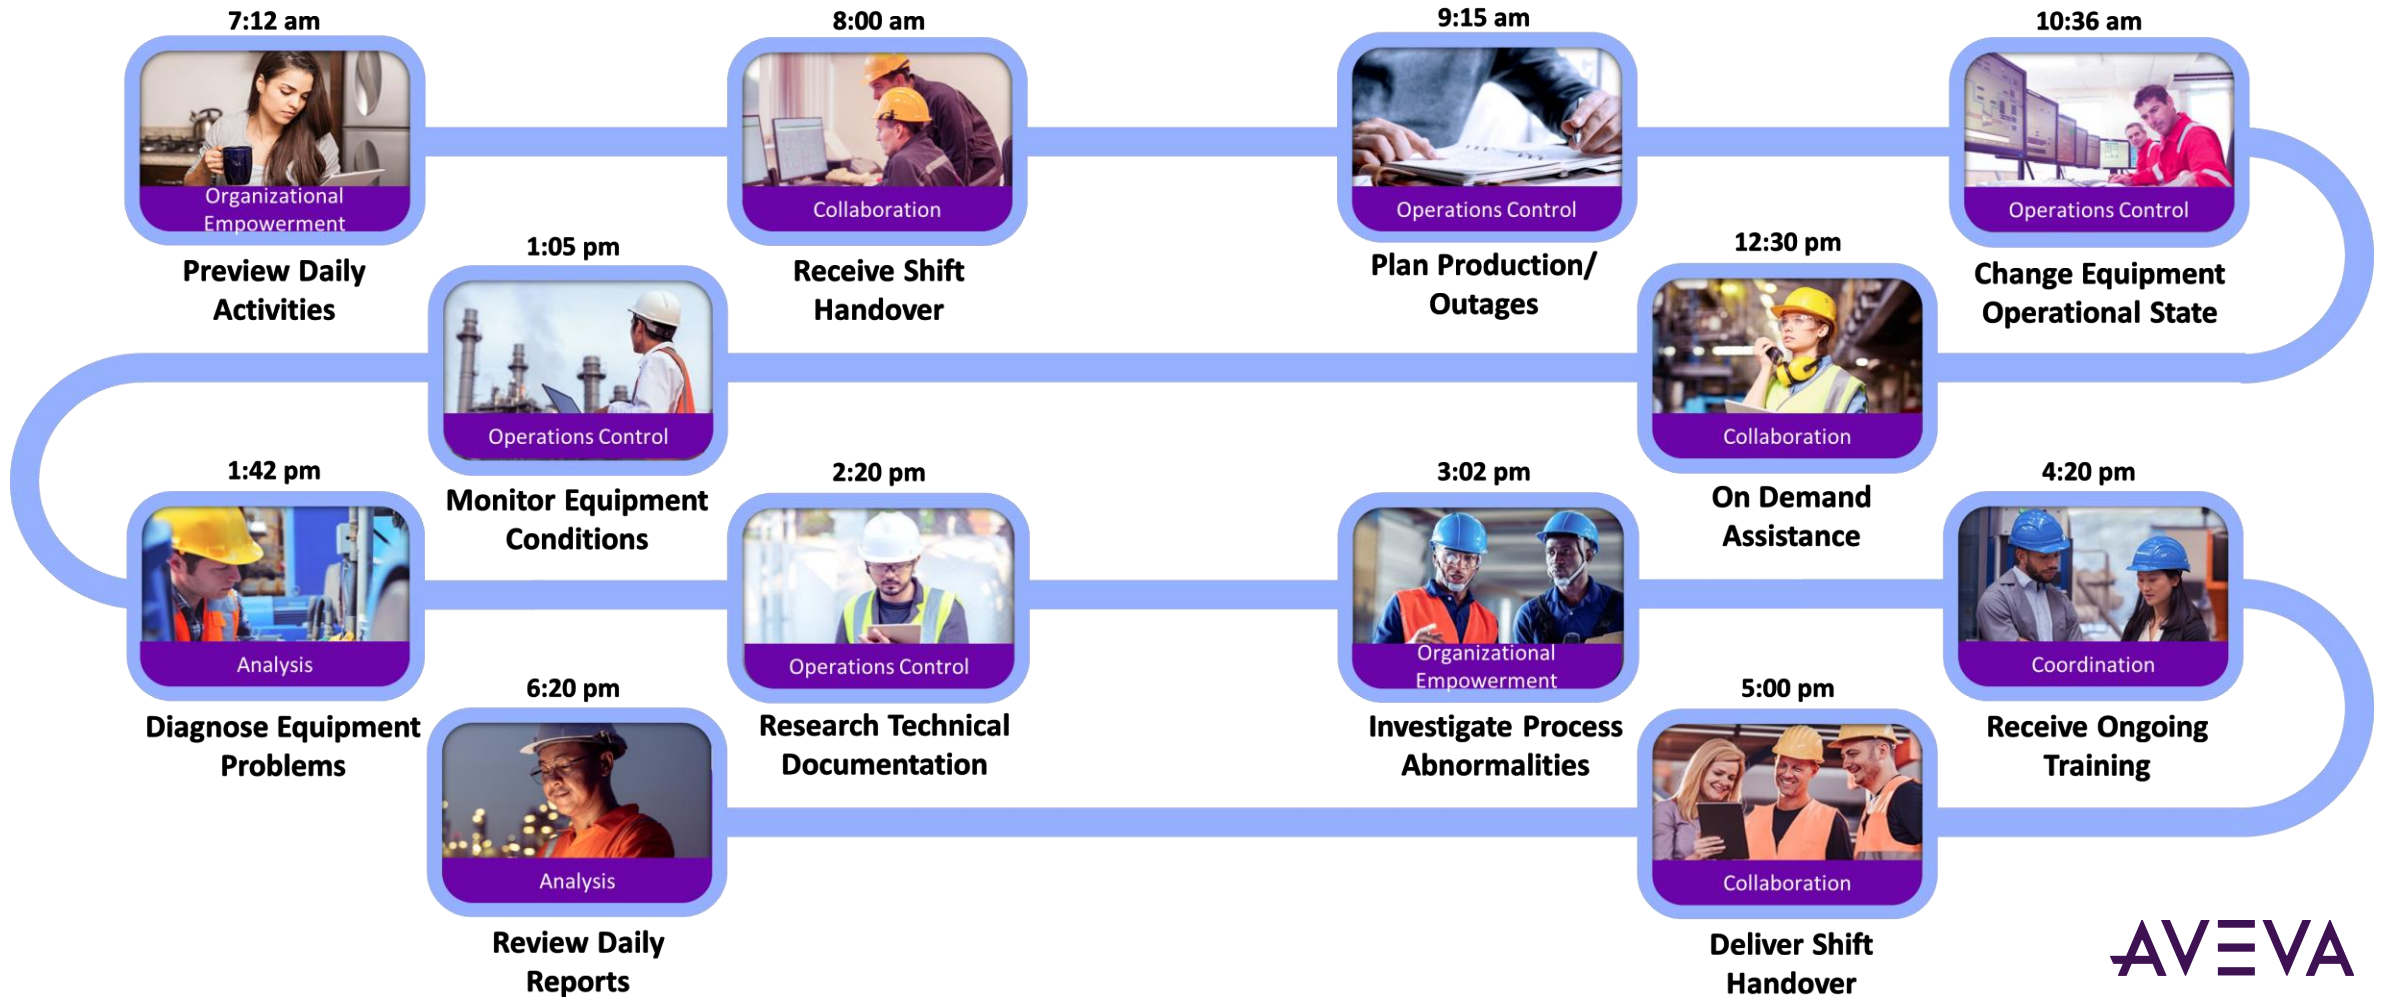 7:12 am
8:00 am
9:15 am
10:36 am
Organizational
Empowerment
Collaboration
Operations Control
Operations Control
Preview Daily
Activities
Receive Shift
Handover
Plan Production/
Outages
Change Equipment
Operational State
12:30 pm
1:05 pm
Collaboration
Operations Control
On Demand
Assistance
Monitor Equipment
Conditions
1:42 pm
2:20 pm
3:02 pm
4:20 pm
Analysis
Operations Control
Organizational
Empowerment
Coordination
Diagnose Equipment
Problems
Research Technical
Documentation
Investigate Process
Abnormalities
Receive Ongoing
Training
5:00 pm
6:20 pm
Collaboration
Analysis
Deliver Shift
Handover
Review Daily
Reports
AVEVA